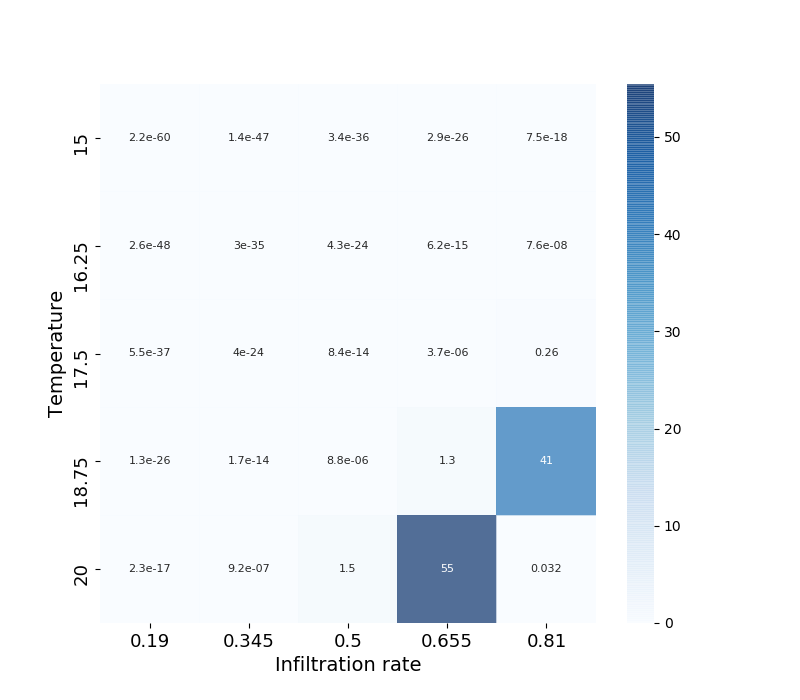 15 2.2e-60 1.4e-47 3.4e-36 2.9e-26 7.5e-18
16.25 2.6e-48 3e-35 4.3e-24 6.2e-15 7.6e-08
17.5 5.5e-37 4e-24 8.4e-14 3.7e-06 0.26
18.75 1.3e-26 1.7e-14 8.8e-06 1.3 41
20 2.3e-17 9.2e-07 1.5 55 0.032
Temperature
0.19 0.345 0.5 0.655 0.81
Infiltration rate
50
40
30
20
10
0